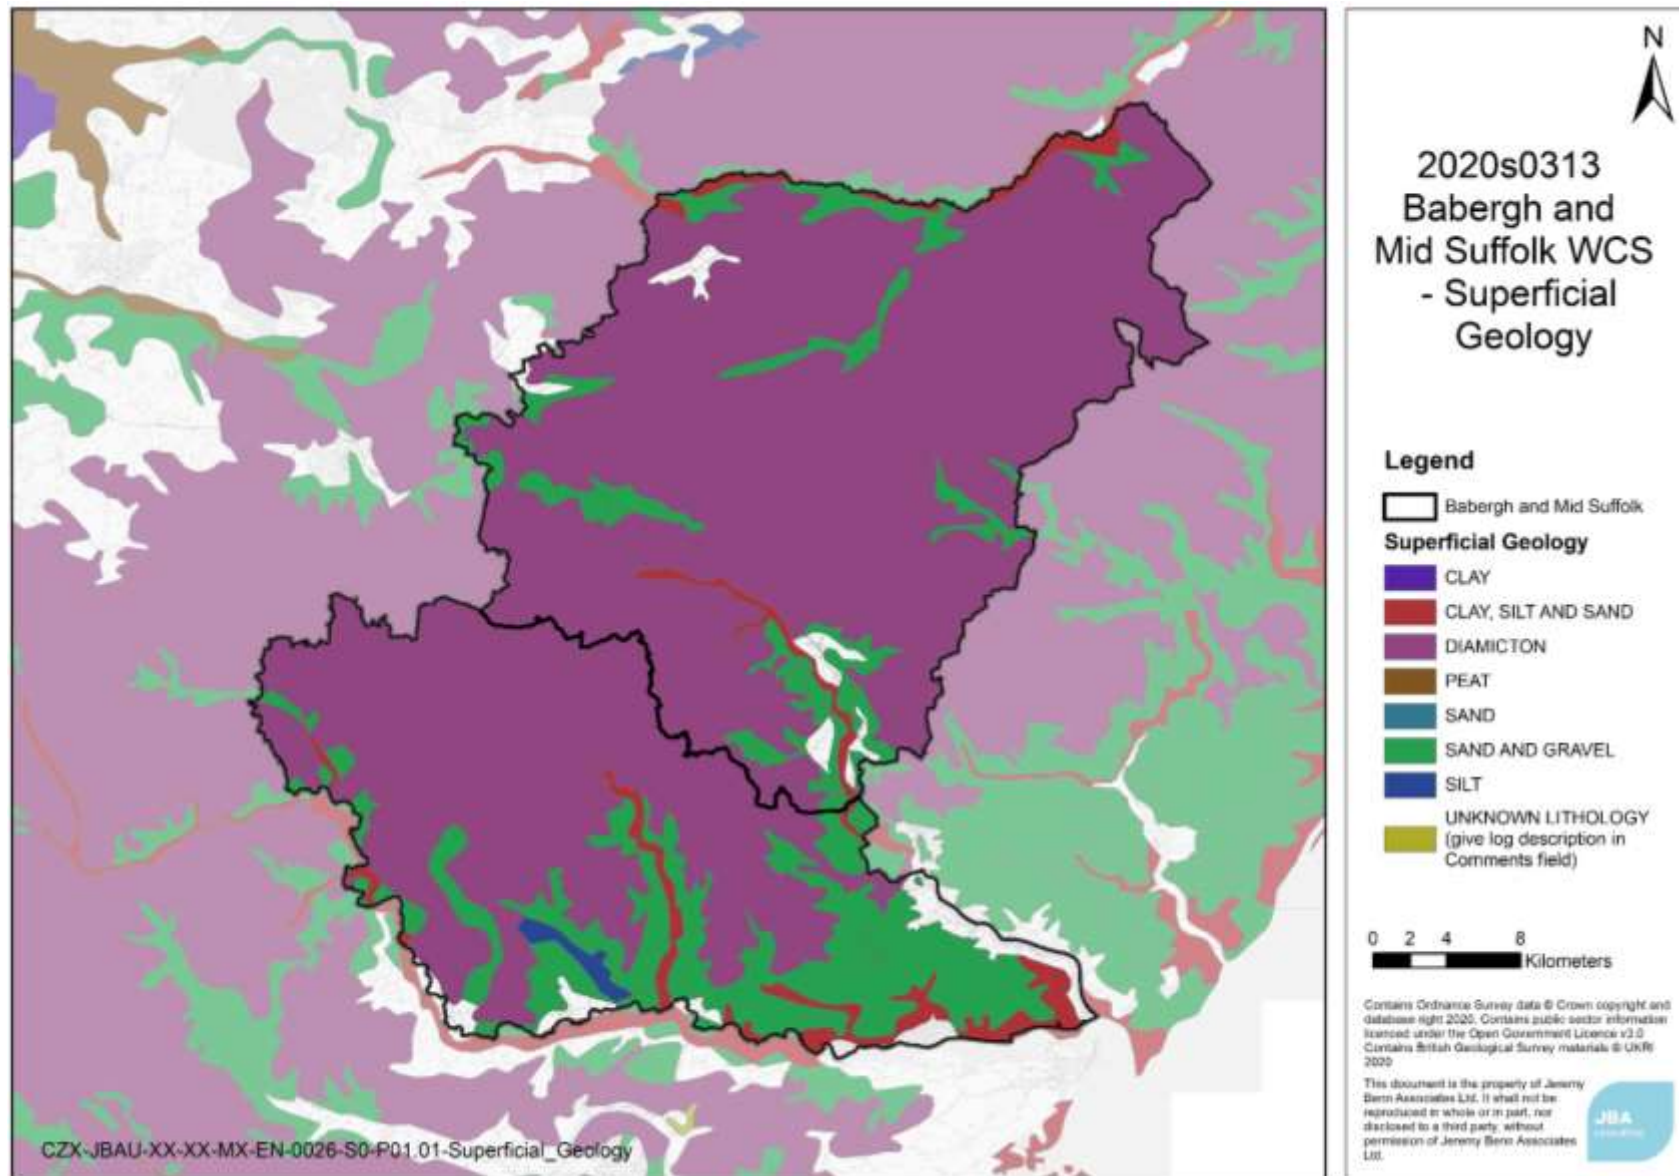 N
2020s0313
Babergh and
Mid Suffolk WCS
- Superficial
Geology
Legend
Babergh and Mid Suffolk
Superficial Geology
CLAY
CLAY, SILT AND SAND
DIAMICTON
PEAT
SAND
SAND AND GRAVEL
SILT
UNKNOWN LITHOLOGY
(give log description in
Comments field)
0 2 4 8
Kilometers
Contains Ordnance Survey data © Crown copyright and
database right 2020. Contains public sector information
licensed under the Open Government Licence v3.0
Contains British Geological Survey materials © UKRI
2020
This document is the property of Jeremy
Benn Associates Ltd. It shall not be
reproduced in whole or in part, nor
disclosed to a third party, without
permission of Jeremy Benn Associates
Ltd.
JBA
CZX-JBAU-XX-XX-MX-EN-0026-S0-P01.01-Superficial_Geology